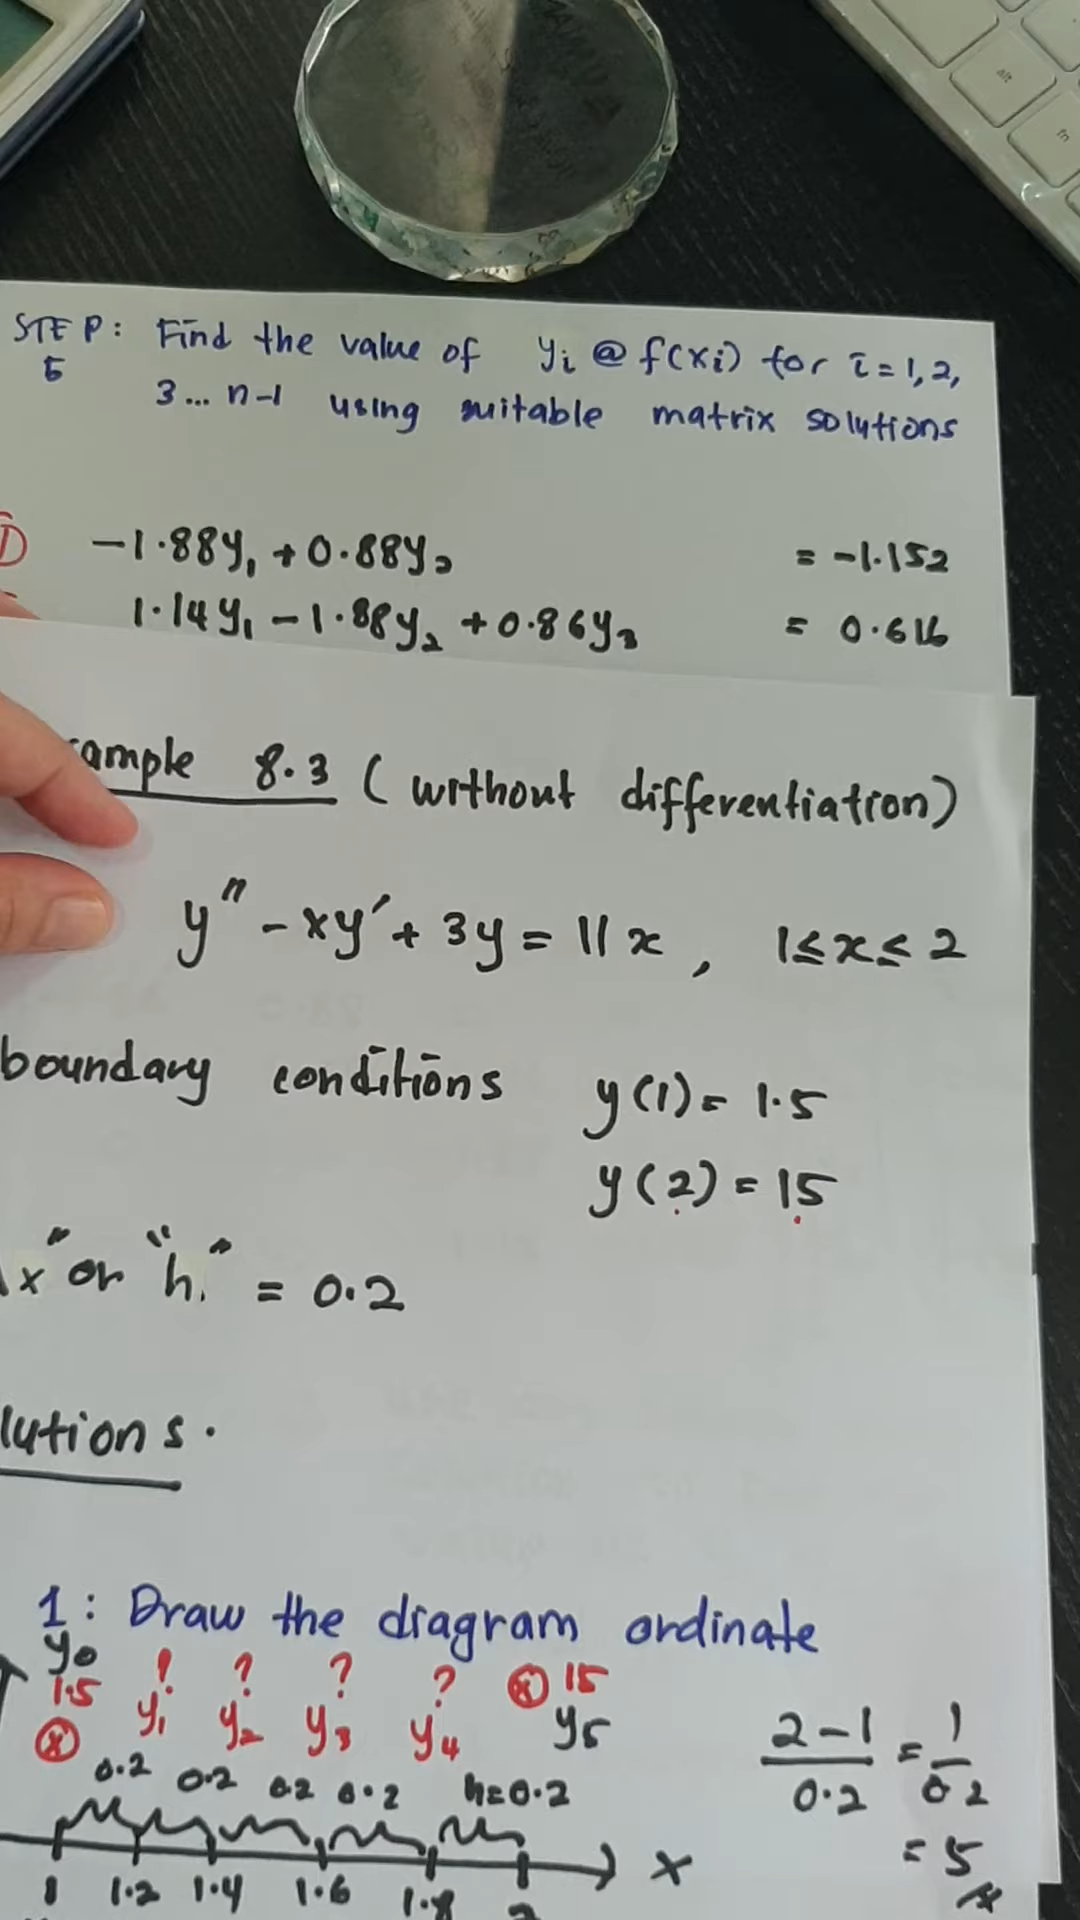 alt
fn
STEP: Find the value of yi @ f(xi) for i = 1, 2,
5
3... n-1 using suitable matrix solutions
① -1.88y₁ + 0.88y₂ = -1.152
1.14y₁ - 1.88y₂ + 0.86y₃ = 0.616
ample 8.3 (without differentiation)
y" - xy' + 3y = 11x, 1 ≤ x ≤ 2
boundary conditions y(1) = 1.5
y(2) = 15
x" or "h" = 0.2
lutions.
1: Draw the diagram ordinate
y₀
1.5 ? ? ? ? ⓧ 15
ⓧ y₁ y₂ y₃ y₄ y₅
0.2 0.2 0.2 0.2 h=0.2
2-1/0.2 = 1/0.2
= 5
x
1 1.2 1.4 1.6 1.8 2